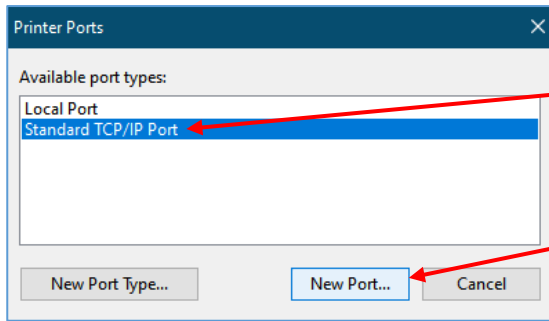 Printer Ports
Available port types:
Local Port
Standard TCP/IP Port
New Port Type... New Port... Cancel